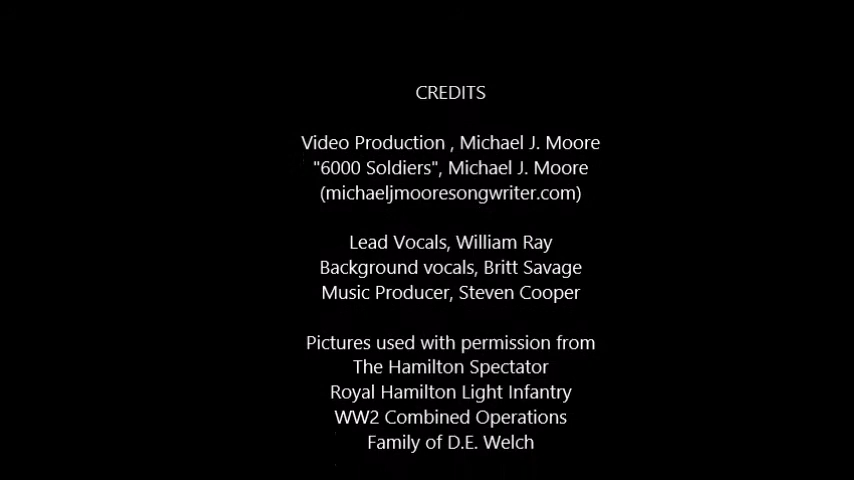 CREDITS
Video Production , Michael J. Moore
"6000 Soldiers", Michael J. Moore
(michaeljmooresongwriter.com)
Lead Vocals, William Ray
Background vocals, Britt Savage
Music Producer, Steven Cooper
Pictures used with permission from
The Hamilton Spectator
Royal Hamilton Light Infantry
WW2 Combined Operations
Family of D.E. Welch